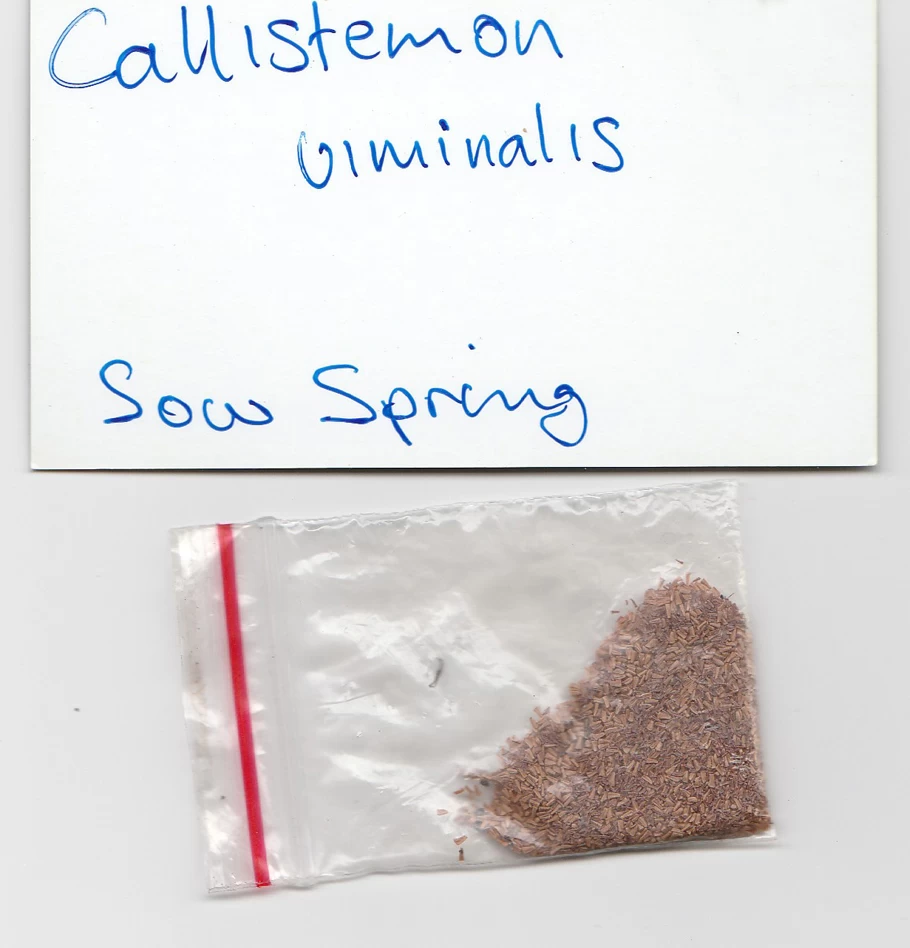 Callistemon
viminalis
Sow Spring